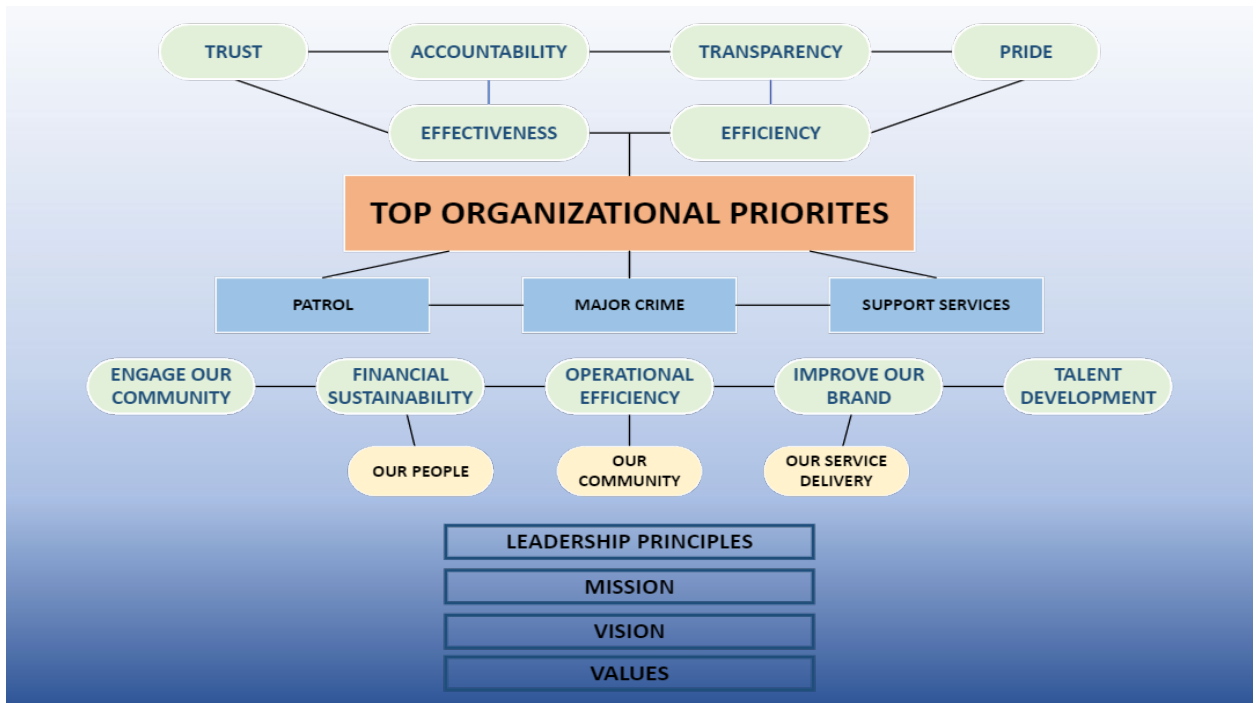 TRUST
ACCOUNTABILITY
TRANSPARENCY
PRIDE
EFFECTIVENESS
EFFICIENCY
TOP ORGANIZATIONAL PRIORITES
PATROL
MAJOR CRIME
SUPPORT SERVICES
ENGAGE OUR
COMMUNITY
FINANCIAL
SUSTAINABILITY
OPERATIONAL
EFFICIENCY
IMPROVE OUR
BRAND
TALENT
DEVELOPMENT
OUR PEOPLE
OUR
COMMUNITY
OUR SERVICE
DELIVERY
LEADERSHIP PRINCIPLES
MISSION
VISION
VALUES